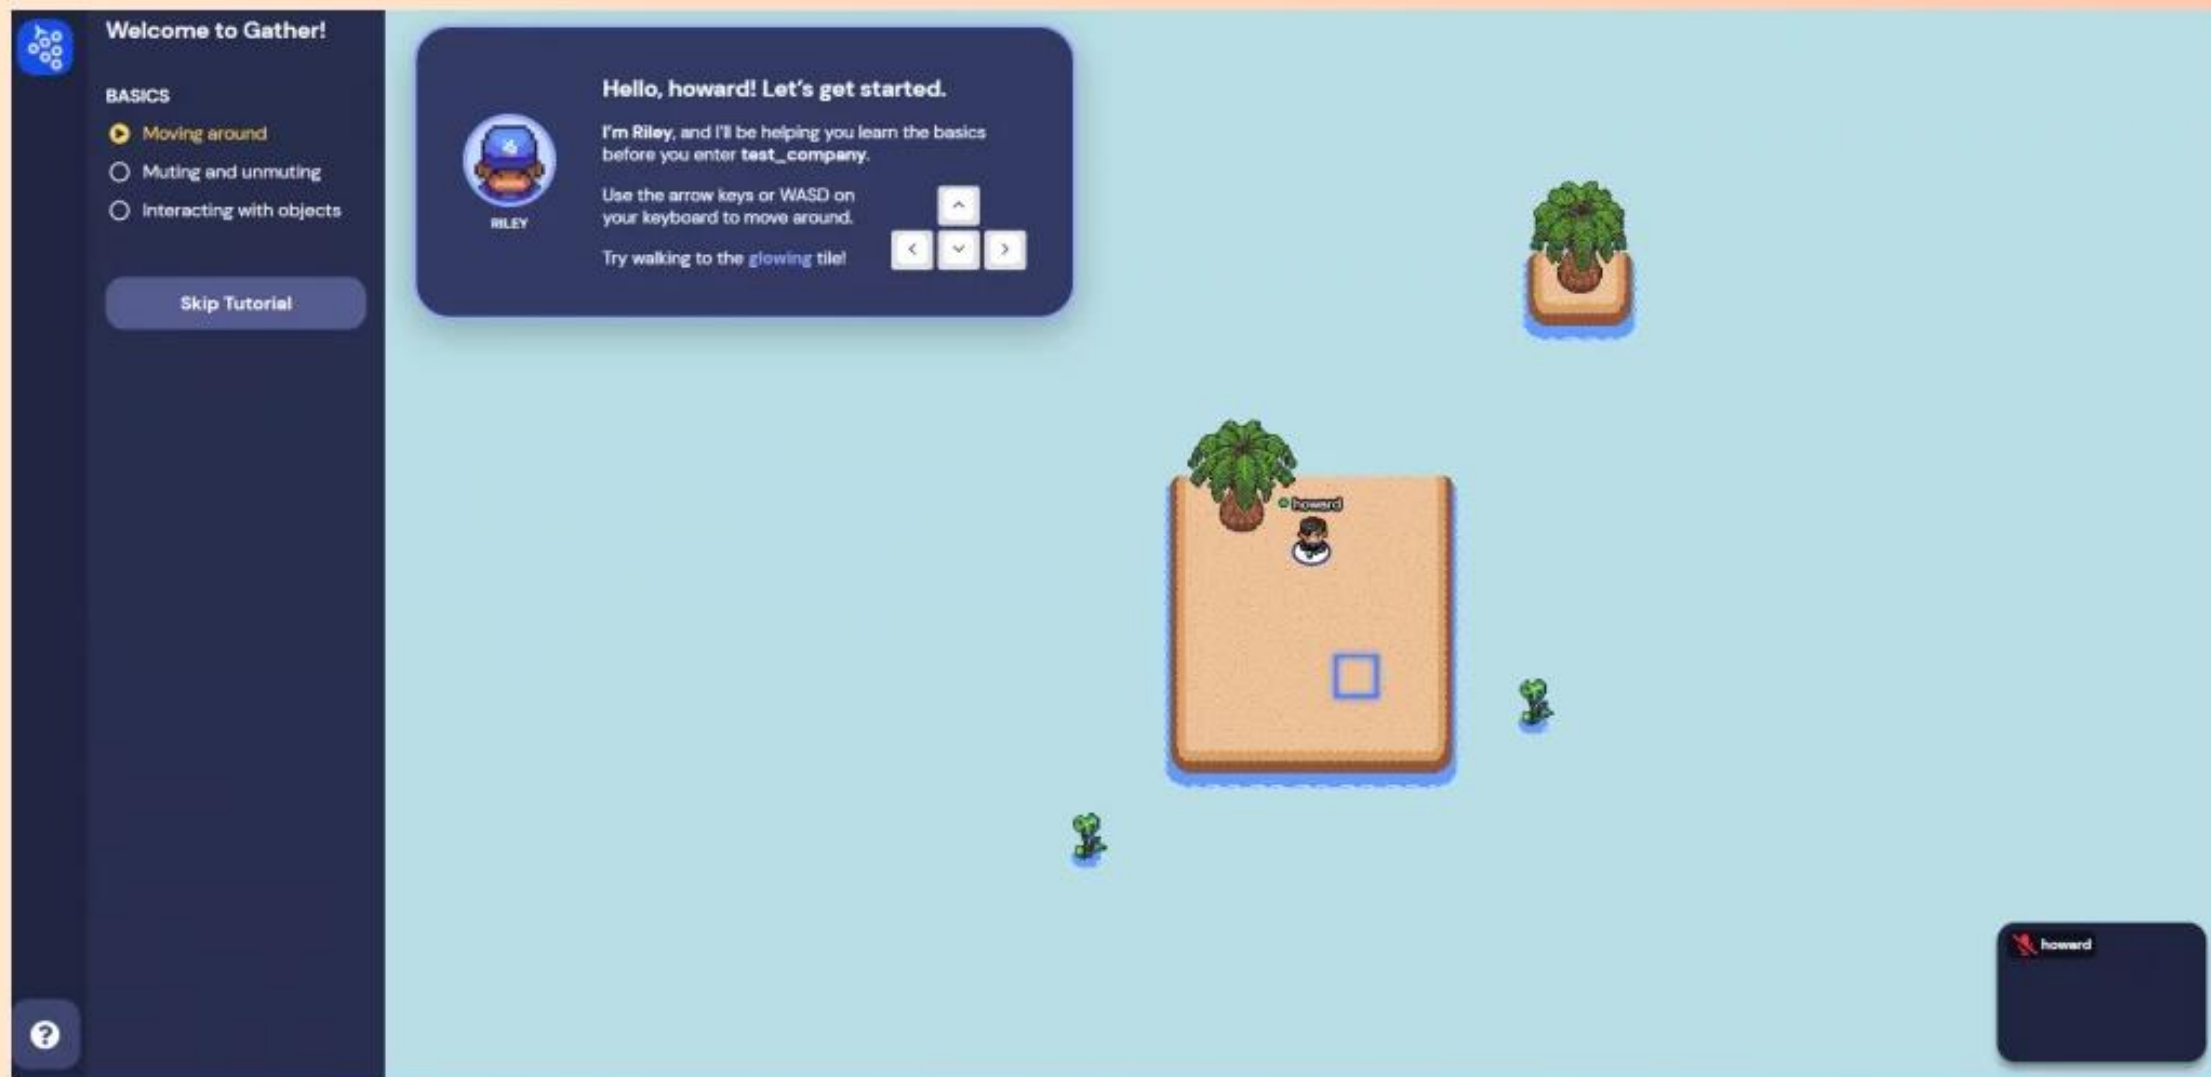 Welcome to Gather!
BASICS
Moving around
Muting and unmuting
Interacting with objects
Skip Tutorial
Hello, howard! Let's get started.
I'm Riley, and I'll be helping you learn the basics
before you enter test_company.
Use the arrow keys or WASD on
your keyboard to move around.
Try walking to the glowing tile!
RILEY
howard
howard
?